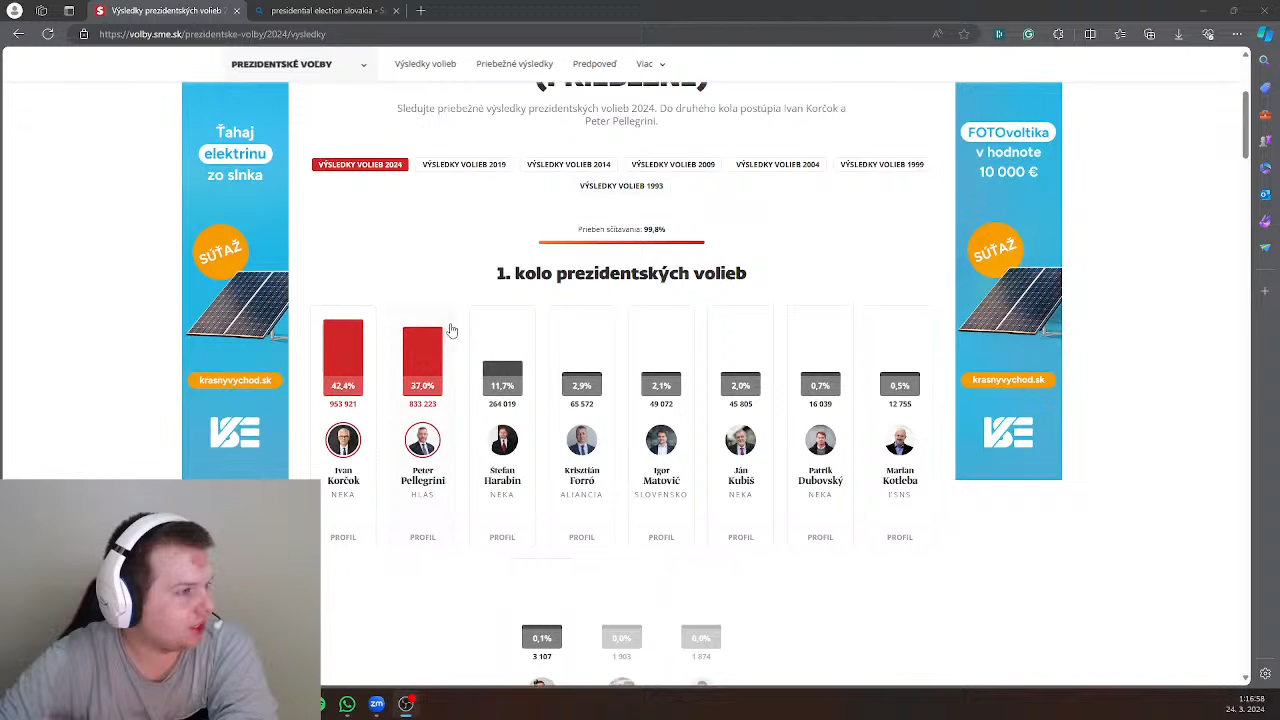 Výsledky volieb 2
presidential election slovakia - S
https://volby.sme.sk/prezidentske-volby/2024/vysledky
PREZIDENTSKÉ VOĽBY
Výsledky volieb
Priebežné výsledky
Predpoveď
Viac
Sledujte priebežné výsledky prezidentských volieb 2024. Do druhého kola postúpia Ivan Korčok a
Peter Pellegrini.
Ťahaj
elektrinu
zo slnka
SÚŤAŽ
krasnyvychod.sk
VSE
FOTOvoltika
v hodnote
10 000 €
SÚŤAŽ
krasnyvychod.sk
VSE
VÝSLEDKY VOLIEB 2024
VÝSLEDKY VOLIEB 2019
VÝSLEDKY VOLIEB 2014
VÝSLEDKY VOLIEB 2009
VÝSLEDKY VOLIEB 2004
VÝSLEDKY VOLIEB 1999
VÝSLEDKY VOLIEB 1993
99,8%
1. kolo prezidentských volieb
42,4%
953 921
Ivan
Korčok
NEKA
PROFIL
37,0%
833 223
Peter
Pellegrini
HLAS
PROFIL
11,7%
264 019
Štefan
Harabin
NEKA
PROFIL
2,9%
65 572
Krisztián
Forró
ALIANCIA
PROFIL
2,1%
49 072
Igor
Matovič
SLOVENSKO
PROFIL
2,0%
45 805
Ján
Kubiš
NEKA
PROFIL
0,7%
16 039
Patrik
Dubovský
NEKA
PROFIL
0,5%
12 755
Marian
Kotleba
ĽSNS
PROFIL
0,1%
3 107
0,0%
1 903
0,0%
1 874
zm
1:16:58
24. 3. 2024